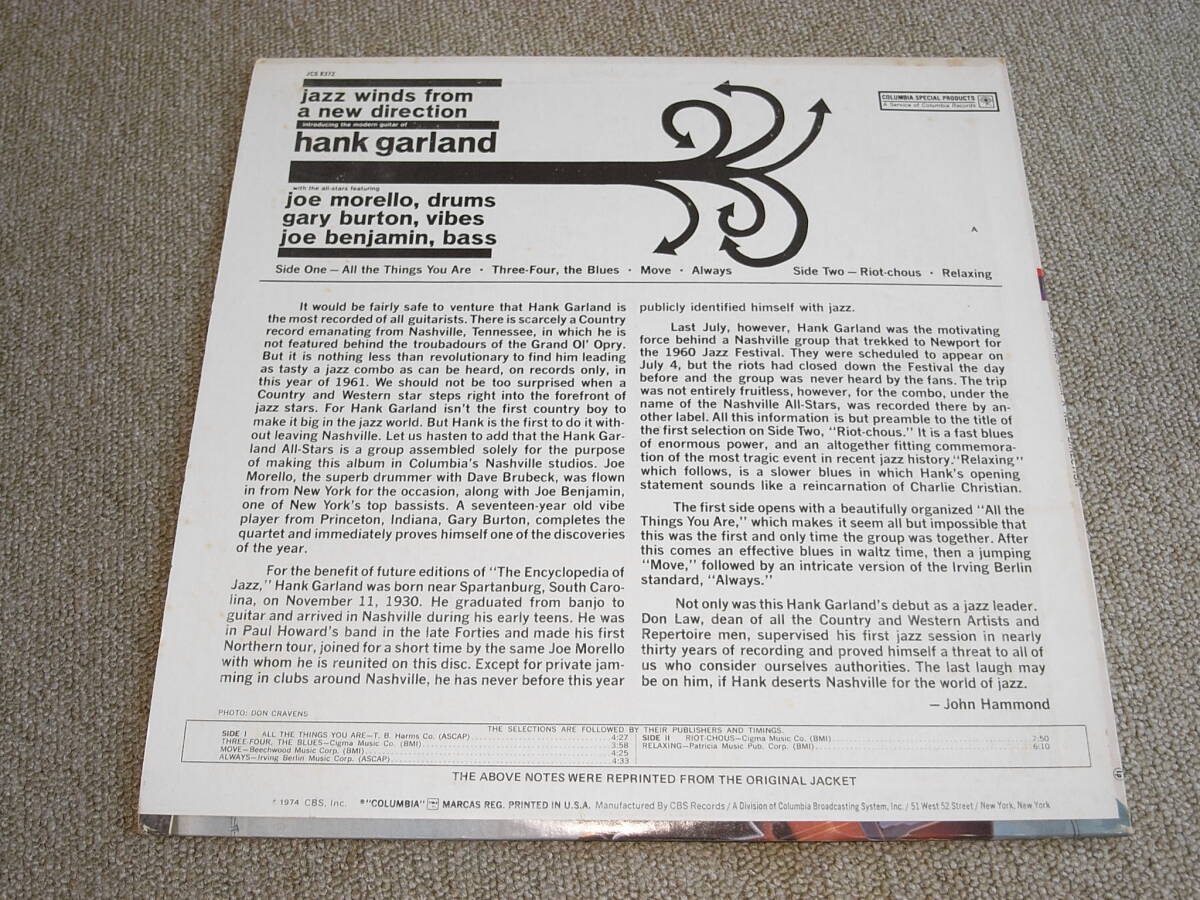 JCS 8372
jazz winds from
a new direction
introducing the modern guitar of
hank garland
with the all-stars featuring
joe morello, drums
gary burton, vibes
joe benjamin, bass
COLUMBIA SPECIAL PRODUCTS
A Service of Columbia Records
A
Side One – All the Things You Are · Three-Four, the Blues · Move · Always Side Two – Riot-chous · Relaxing
It would be fairly safe to venture that Hank Garland is
the most recorded of all guitarists. There is scarcely a Country
record emanating from Nashville, Tennessee, in which he is
not featured behind the troubadours of the Grand Ol' Opry.
But it is nothing less than revolutionary to find him leading
as tasty a jazz combo as can be heard, on records only, in
this year of 1961. We should not be too surprised when a
Country and Western star steps right into the forefront of
jazz stars. For Hank Garland isn't the first country boy to
make it big in the jazz world. But Hank is the first to do it with-
out leaving Nashville. Let us hasten to add that the Hank Gar-
land All-Stars is a group assembled solely for the purpose
of making this album in Columbia's Nashville studios. Joe
Morello, the superb drummer with Dave Brubeck, was flown
in from New York for the occasion, along with Joe Benjamin,
one of New York's top bassists. A seventeen-year old vibe
player from Princeton, Indiana, Gary Burton, completes the
quartet and immediately proves himself one of the discoveries
of the year.
For the benefit of future editions of "The Encyclopedia of
Jazz," Hank Garland was born near Spartanburg, South Caro-
lina, on November 11, 1930. He graduated from banjo to
guitar and arrived in Nashville during his early teens. He was
in Paul Howard's band in the late Forties and made his first
Northern tour, joined for a short time by the same Joe Morello
with whom he is reunited on this disc. Except for private jam-
ming in clubs around Nashville, he has never before this year
publicly identified himself with jazz.
Last July, however, Hank Garland was the motivating
force behind a Nashville group that trekked to Newport for
the 1960 Jazz Festival. They were scheduled to appear on
July 4, but the riots had closed down the Festival the day
before and the group was never heard by the fans. The trip
was not entirely fruitless, however, for the combo, under the
name of the Nashville All-Stars, was recorded there by an-
other label. All this information is but preamble to the title of
the first selection on Side Two, "Riot-chous." It is a fast blues
of enormous power, and an altogether fitting commemora-
tion of the most tragic event in recent jazz history. "Relaxing"
which follows, is a slower blues in which Hank's opening
statement sounds like a reincarnation of Charlie Christian.
The first side opens with a beautifully organized "All the
Things You Are," which makes it seem all but impossible that
this was the first and only time the group was together. After
this comes an effective blues in waltz time, then a jumping
"Move," followed by an intricate version of the Irving Berlin
standard, "Always."
Not only was this Hank Garland's debut as a jazz leader.
Don Law, dean of all the Country and Western Artists and
Repertoire men, supervised his first jazz session in nearly
thirty years of recording and proved himself a threat to all of
us who consider ourselves authorities. The last laugh may
be on him, if Hank deserts Nashville for the world of jazz.
– John Hammond
PHOTO: DON CRAVENS
THE SELECTIONS ARE FOLLOWED BY THEIR PUBLISHERS AND TIMINGS.
SIDE I ALL THE THINGS YOU ARE–T. B. Harms Co. (ASCAP) 4:27
THREE-FOUR, THE BLUES–Cigma Music Co. (BMI) 3:58
MOVE–Beechwood Music Corp. (BMI) 4:25
ALWAYS–Irving Berlin Music Corp. (ASCAP) 4:33
SIDE II RIOT-CHOUS–Cigma Music Co. (BMI) 7:50
RELAXING–Patricia Music Pub. Corp. (BMI) 6:10
THE ABOVE NOTES WERE REPRINTED FROM THE ORIGINAL JACKET
© 1974 CBS, Inc. ®"COLUMBIA" MARCAS REG. PRINTED IN U.S.A. Manufactured By CBS Records / A Division of Columbia Broadcasting System, Inc. / 51 West 52 Street / New York, New York